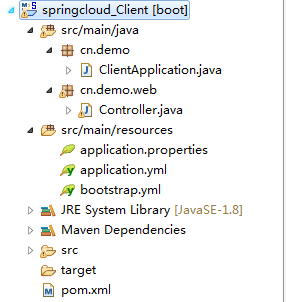 springcloud_Client [boot]
src/main/java
cn.demo
ClientApplication.java
cn.demo.web
Controller.java
src/main/resources
application.properties
application.yml
bootstrap.yml
JRE System Library [JavaSE-1.8]
Maven Dependencies
src
target
pom.xml